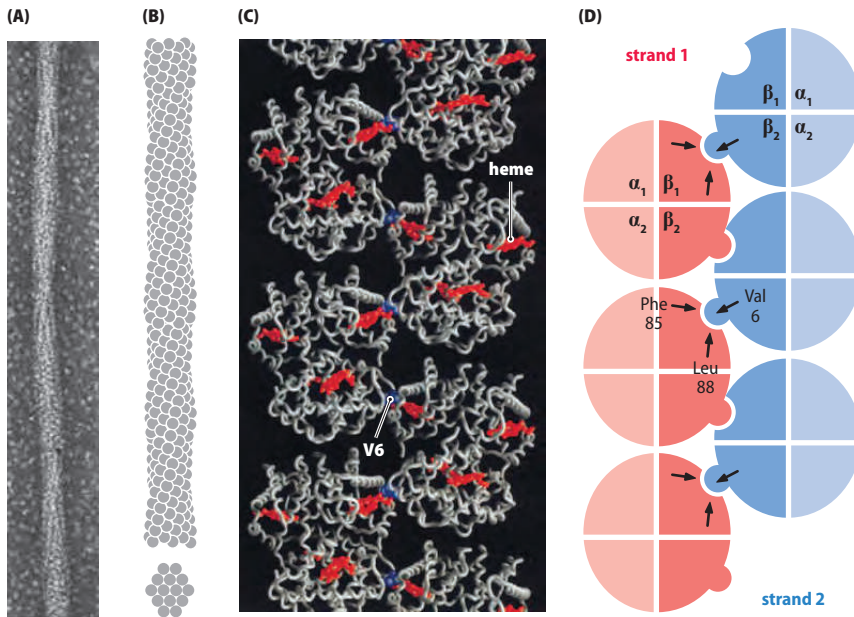 (A)
(B)
(C)
(D)
heme
V6
strand 1
β1 α1
β2 α2
α1 β1
α2 β2
Phe
85
Val
6
Leu
88
strand 2